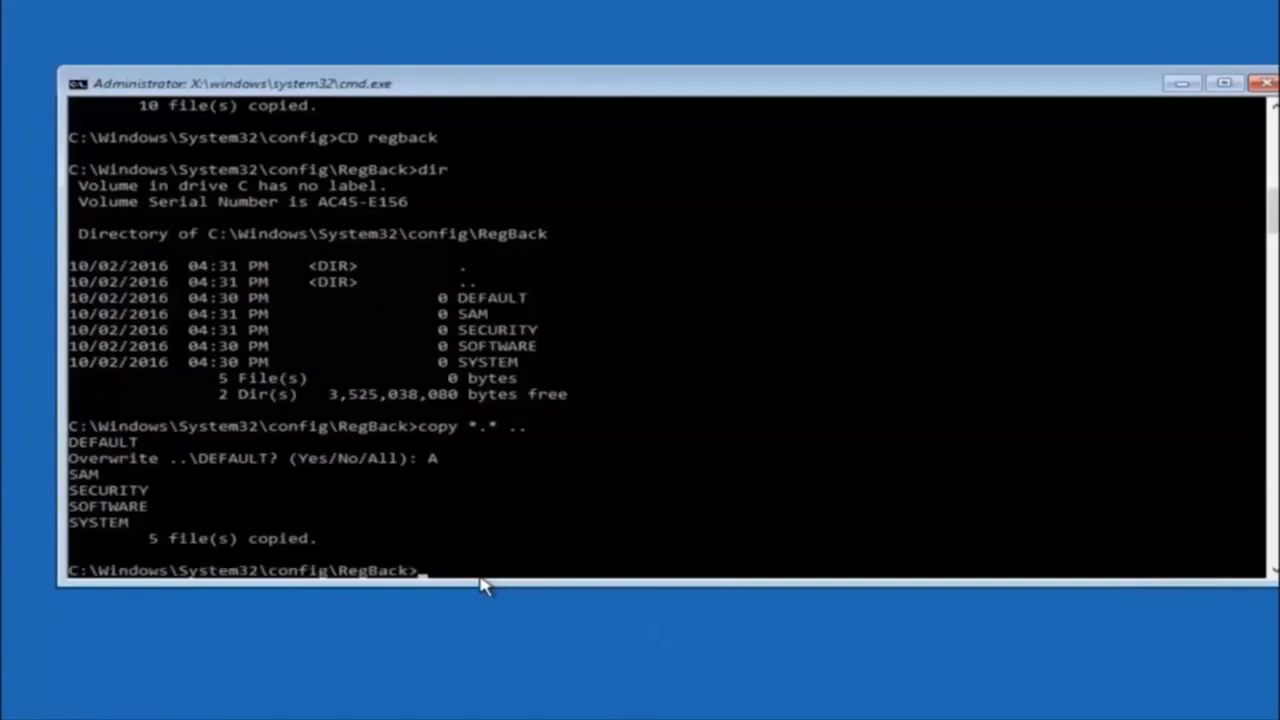 Administrator: X:\windows\system32\cmd.exe
10 file(s) copied.
C:\Windows\System32\config>CD regback
C:\Windows\System32\config\RegBack>dir
Volume in drive C has no label.
Volume Serial Number is AC45-E156
Directory of C:\Windows\System32\config\RegBack
10/02/2016 04:31 PM <DIR> .
10/02/2016 04:31 PM <DIR> ..
10/02/2016 04:30 PM 0 DEFAULT
10/02/2016 04:31 PM 0 SAM
10/02/2016 04:31 PM 0 SECURITY
10/02/2016 04:30 PM 0 SOFTWARE
10/02/2016 04:30 PM 0 SYSTEM
5 File(s) 0 bytes
2 Dir(s) 3,525,038,080 bytes free
C:\Windows\System32\config\RegBack>copy *.* ..
DEFAULT
Overwrite ..\DEFAULT? (Yes/No/All): A
SAM
SECURITY
SOFTWARE
SYSTEM
5 file(s) copied.
C:\Windows\System32\config\RegBack>_